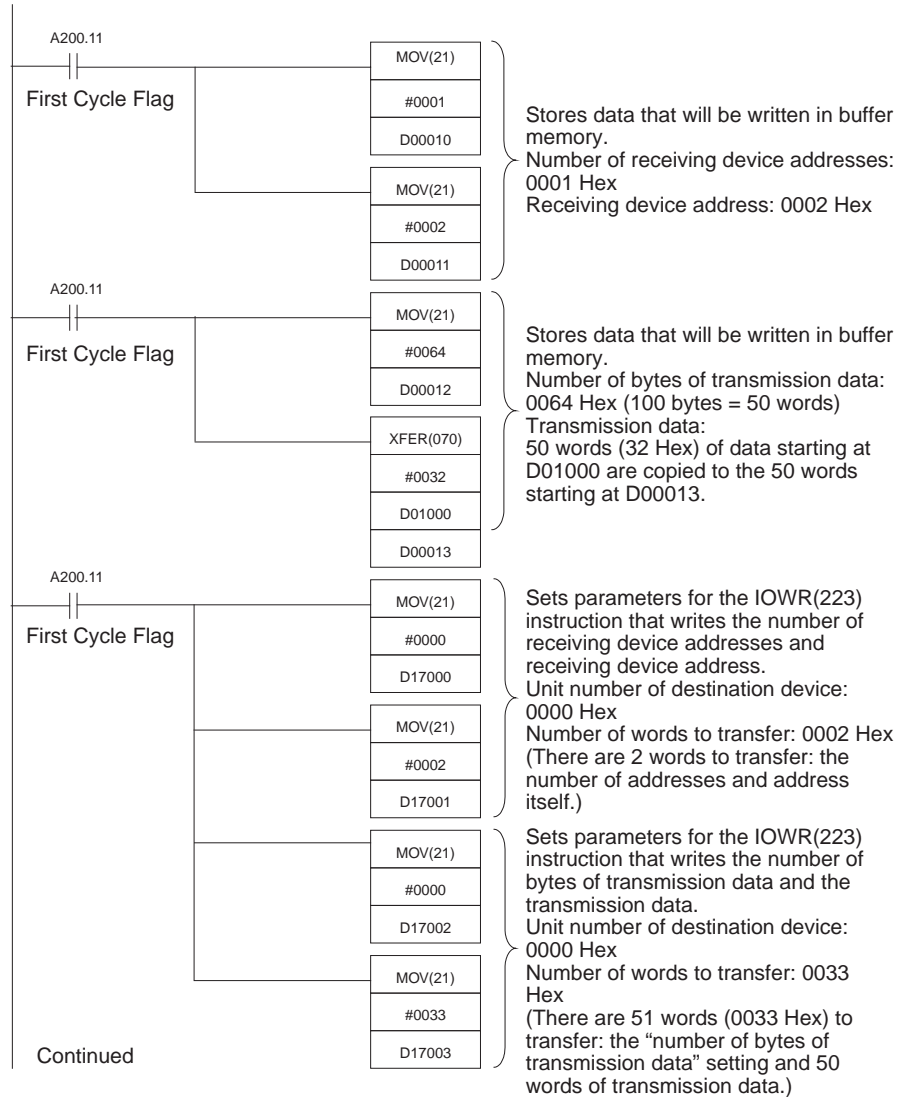 A200.11
First Cycle Flag
MOV(21)
#0001
D00010
MOV(21)
#0002
D00011
Stores data that will be written in buffer
memory.
Number of receiving device addresses:
0001 Hex
Receiving device address: 0002 Hex
A200.11
First Cycle Flag
MOV(21)
#0064
D00012
XFER(070)
#0032
D01000
D00013
Stores data that will be written in buffer
memory.
Number of bytes of transmission data:
0064 Hex (100 bytes = 50 words)
Transmission data:
50 words (32 Hex) of data starting at
D01000 are copied to the 50 words
starting at D00013.
A200.11
First Cycle Flag
MOV(21)
#0000
D17000
MOV(21)
#0002
D17001
Sets parameters for the IOWR(223)
instruction that writes the number of
receiving device addresses and
receiving device address.
Unit number of destination device:
0000 Hex
Number of words to transfer: 0002 Hex
(There are 2 words to transfer: the
number of addresses and address
itself.)
MOV(21)
#0000
D17002
MOV(21)
#0033
D17003
Sets parameters for the IOWR(223)
instruction that writes the number of
bytes of transmission data and the
transmission data.
Unit number of destination device:
0000 Hex
Number of words to transfer: 0033
Hex
(There are 51 words (0033 Hex) to
transfer: the “number of bytes of
transmission data” setting and 50
words of transmission data.)
Continued